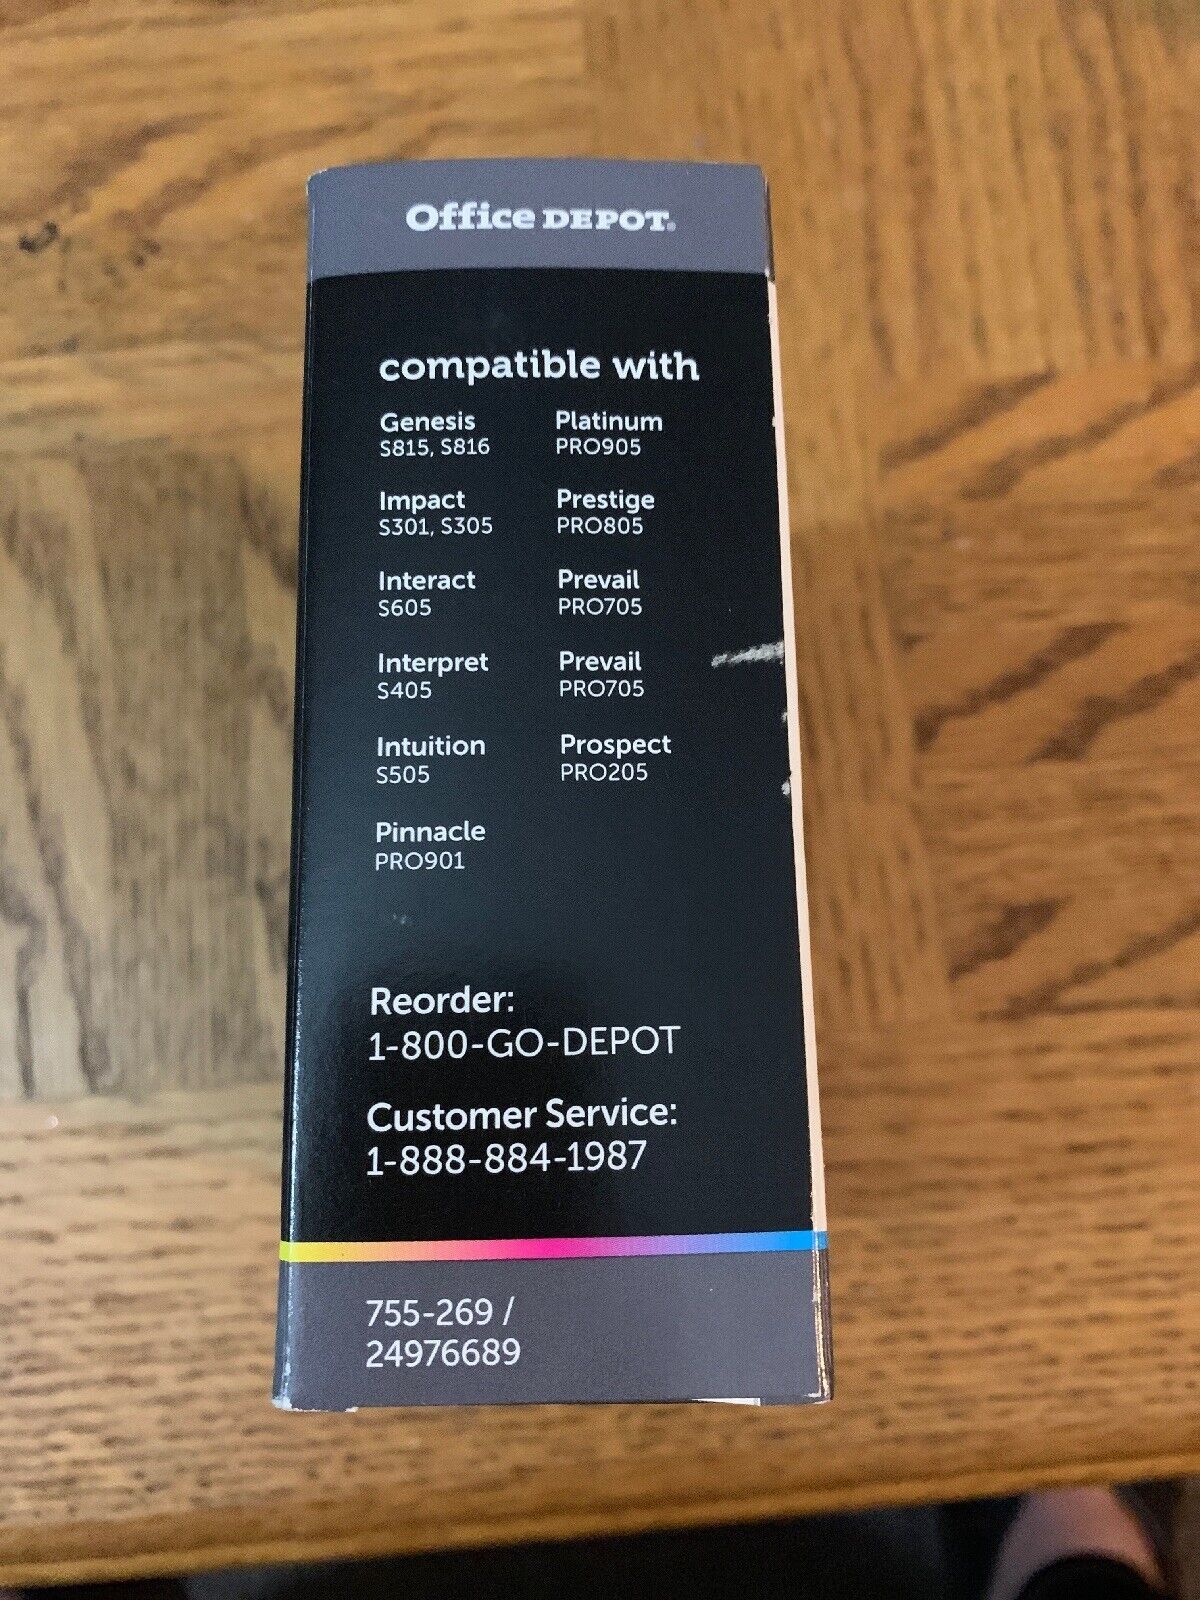 Office DEPOT®
compatible with
Genesis
S815, S816
Impact
S301, S305
Interact
S605
Interpret
S405
Intuition
S505
Pinnacle
PRO901
Platinum
PRO905
Prestige
PRO805
Prevail
PRO705
Prevail
PRO705
Prospect
PRO205
Reorder:
1-800-GO-DEPOT
Customer Service:
1-888-884-1987
755-269 /
24976689